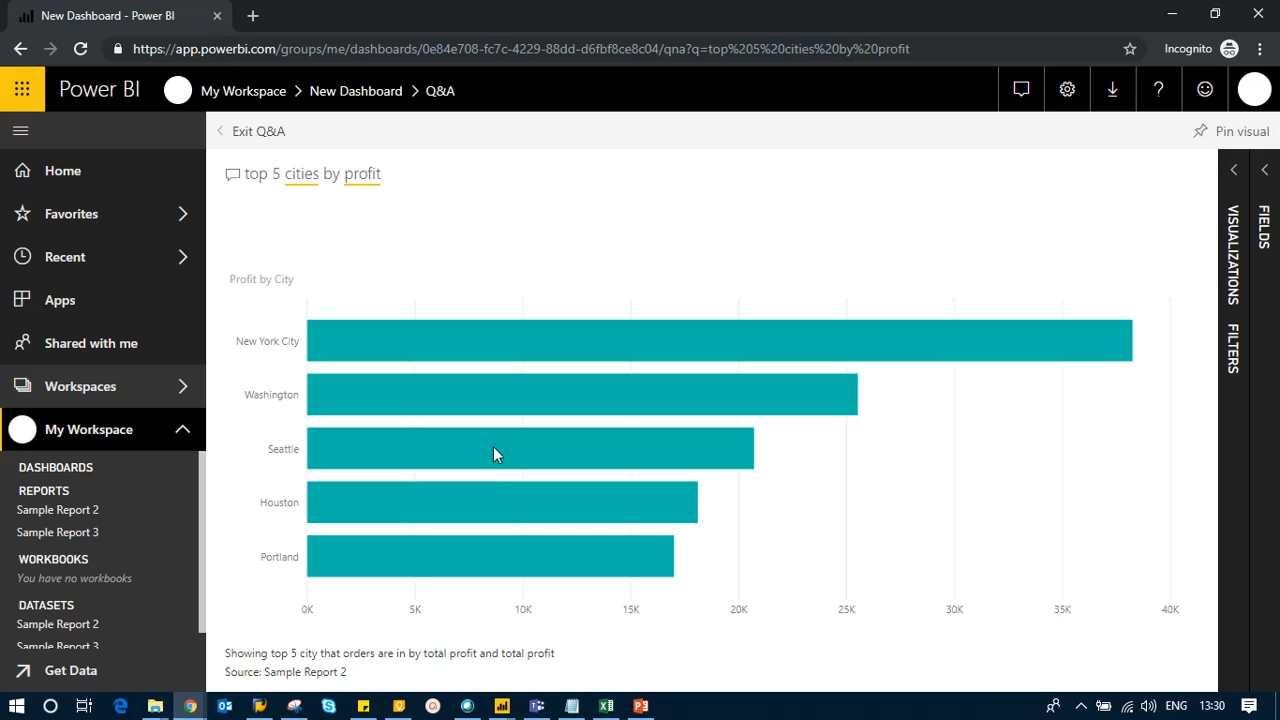 New Dashboard - Power BI
https://app.powerbi.com/groups/me/dashboards/0e84e708-fc7c-4229-88dd-d6fbf8ce8c04/qna?q=top%205%20cities%20by%20profit
Incognito
Power BI
My Workspace > New Dashboard > Q&A
Exit Q&A
Pin visual
Home
Favorites
Recent
Apps
Shared with me
Workspaces
My Workspace
DASHBOARDS
REPORTS
Sample Report 2
Sample Report 3
WORKBOOKS
You have no workbooks
DATASETS
Sample Report 2
Sample Report 3
Get Data
top 5 cities by profit
Profit by City
New York City
Washington
Seattle
Houston
Portland
0K 5K 10K 15K 20K 25K 30K 35K 40K
Showing top 5 city that orders are in by total profit and total profit
Source: Sample Report 2
VISUALIZATIONS
FILTERS
FIELDS
ENG 13:30